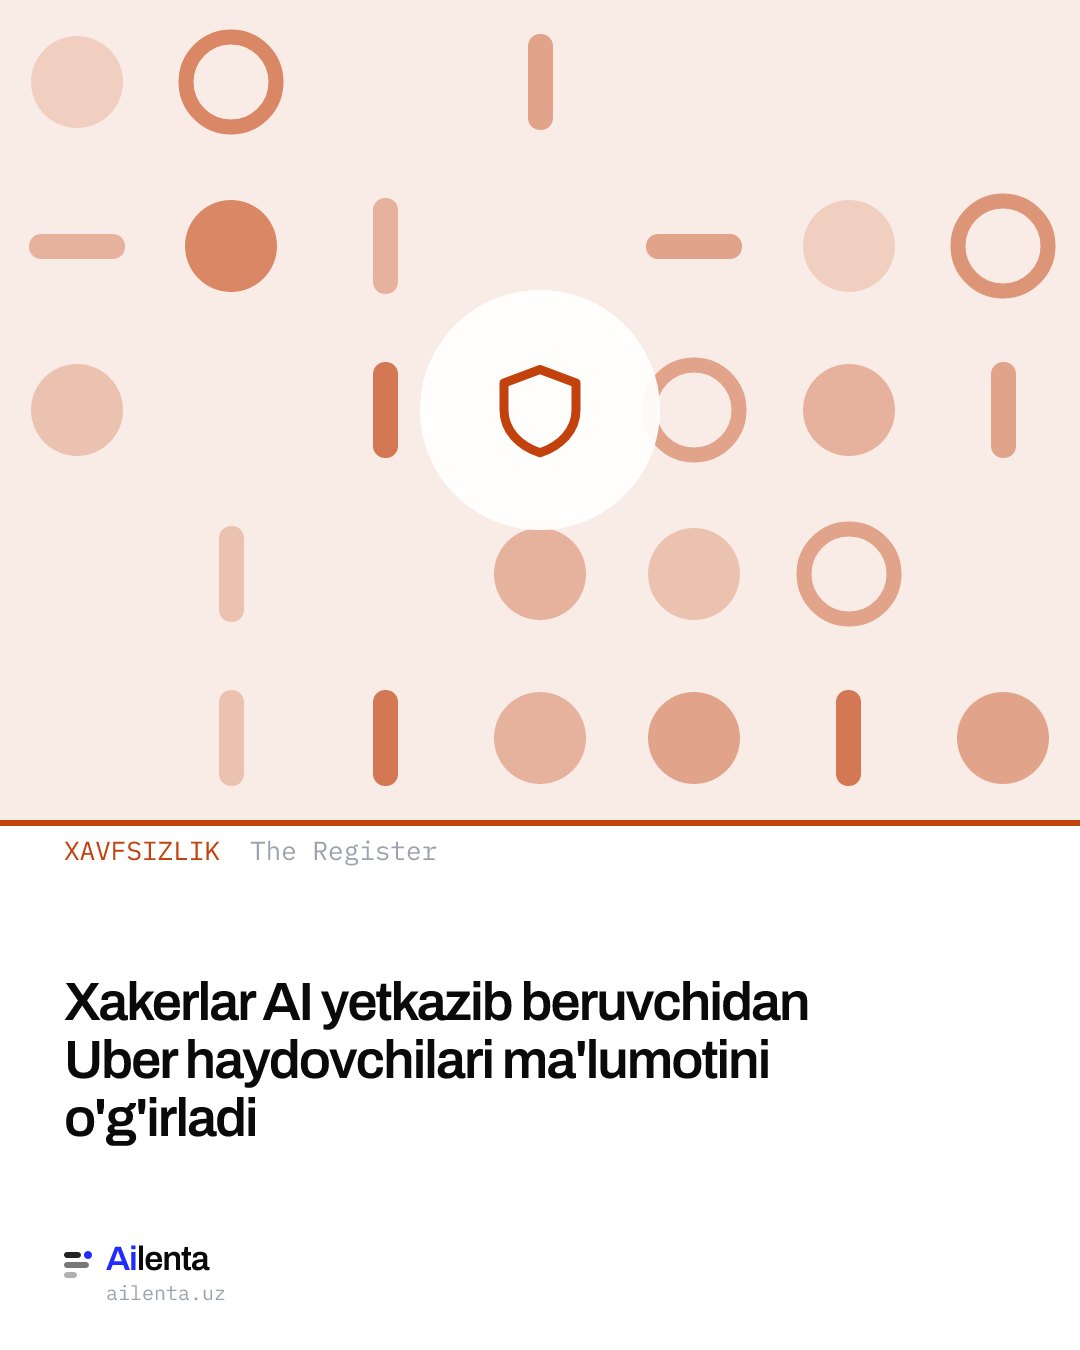 XAVFSIZLIK The Register
Xakerlar AI yetkazib beruvchidan
Uber haydovchilari ma'lumotini
o'g'irladi
Ailenta
ailenta.uz